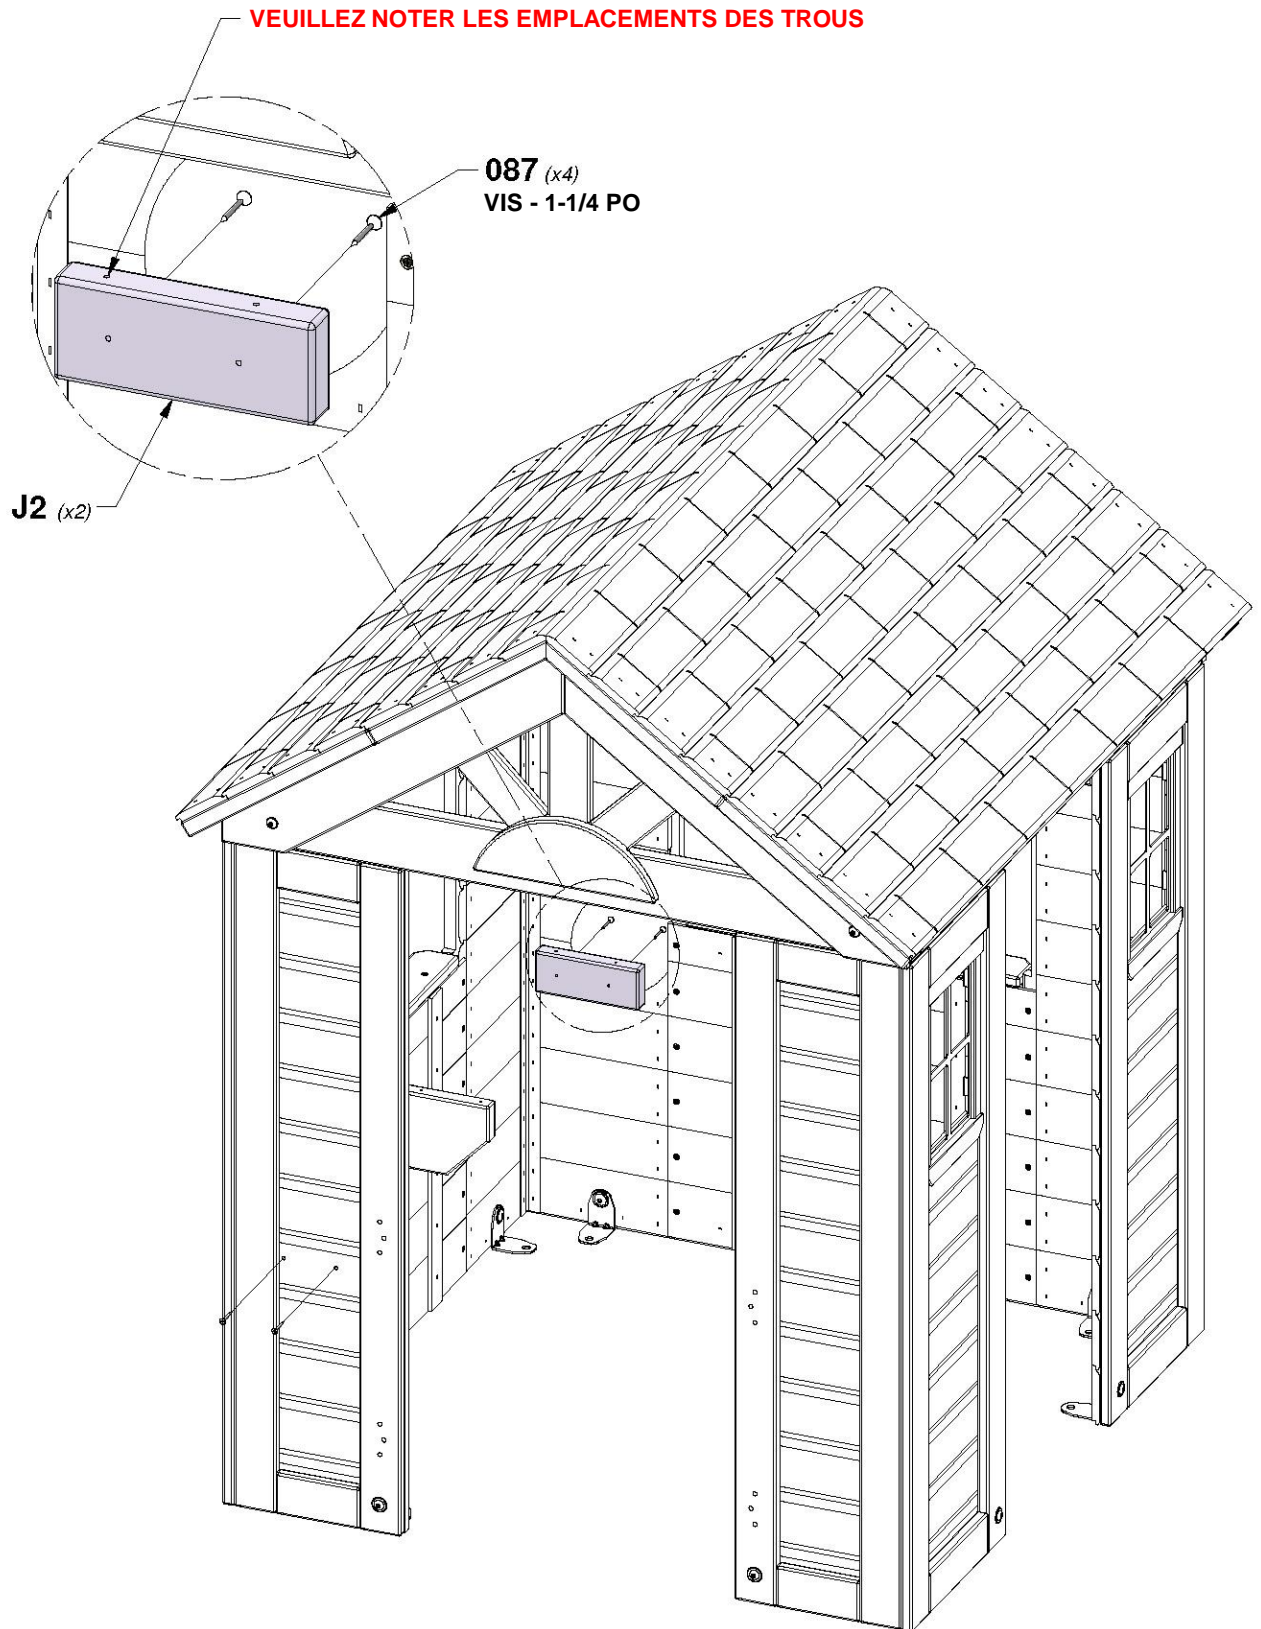 VEUILLEZ NOTER LES EMPLACEMENTS DES TROUS
087 (x4)
VIS - 1-1/4 PO
J2 (x2)